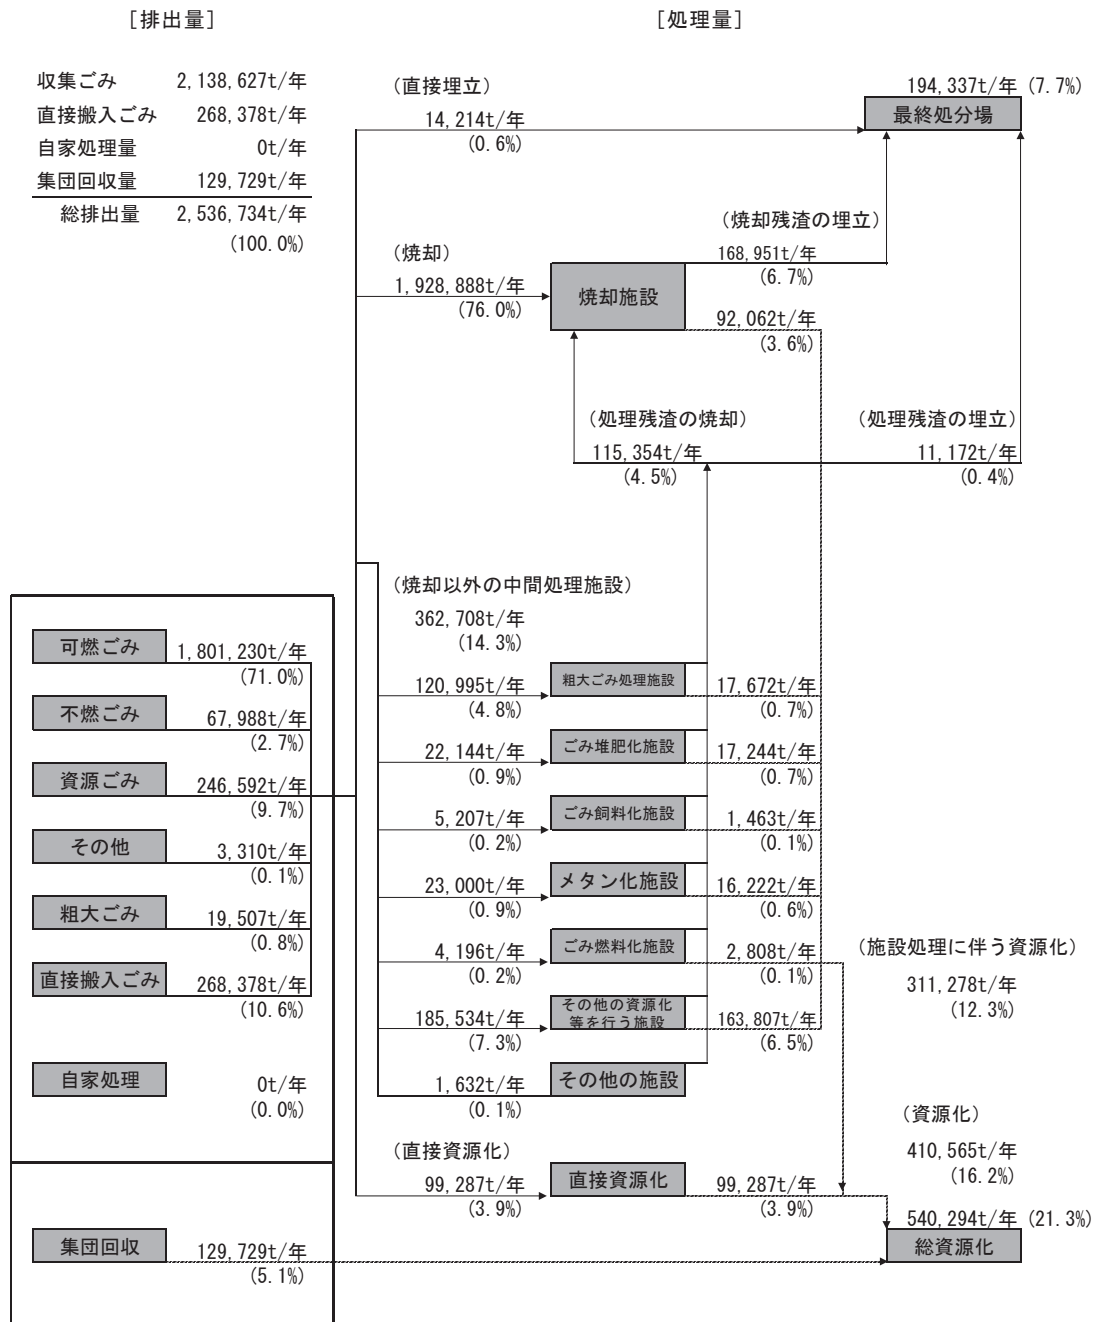 [排出量]
[処理量]
収集ごみ 2,138,627t/年
直接搬入ごみ 268,378t/年
自家処理量 0t/年
集団回収量 129,729t/年
総排出量 2,536,734t/年
(100.0%)
(直接埋立)
14,214t/年
(0.6%)
194,337t/年 (7.7%)
最終処分場
(焼却残渣の埋立)
168,951t/年
(6.7%)
(焼却)
1,928,888t/年
(76.0%)
焼却施設
92,062t/年
(3.6%)
(処理残渣の焼却)
115,354t/年
(4.5%)
(処理残渣の埋立)
11,172t/年
(0.4%)
(焼却以外の中間処理施設)
362,708t/年
(14.3%)
可燃ごみ 1,801,230t/年
(71.0%)
不燃ごみ 67,988t/年
(2.7%)
資源ごみ 246,592t/年
(9.7%)
その他 3,310t/年
(0.1%)
粗大ごみ 19,507t/年
(0.8%)
直接搬入ごみ 268,378t/年
(10.6%)
自家処理 0t/年
(0.0%)
集団回収 129,729t/年
(5.1%)
120,995t/年 粗大ごみ処理施設 17,672t/年
(4.8%) (0.7%)
22,144t/年 ごみ堆肥化施設 17,244t/年
(0.9%) (0.7%)
5,207t/年 ごみ飼料化施設 1,463t/年
(0.2%) (0.1%)
23,000t/年 メタン化施設 16,222t/年
(0.9%) (0.6%)
4,196t/年 ごみ燃料化施設 2,808t/年
(0.2%) (0.1%)
185,534t/年 その他の資源化
等を行う施設 163,807t/年
(7.3%) (6.5%)
1,632t/年 その他の施設
(0.1%)
(直接資源化)
99,287t/年 直接資源化 99,287t/年
(3.9%) (3.9%)
(施設処理に伴う資源化)
311,278t/年
(12.3%)
(資源化)
410,565t/年
(16.2%)
540,294t/年 (21.3%)
総資源化